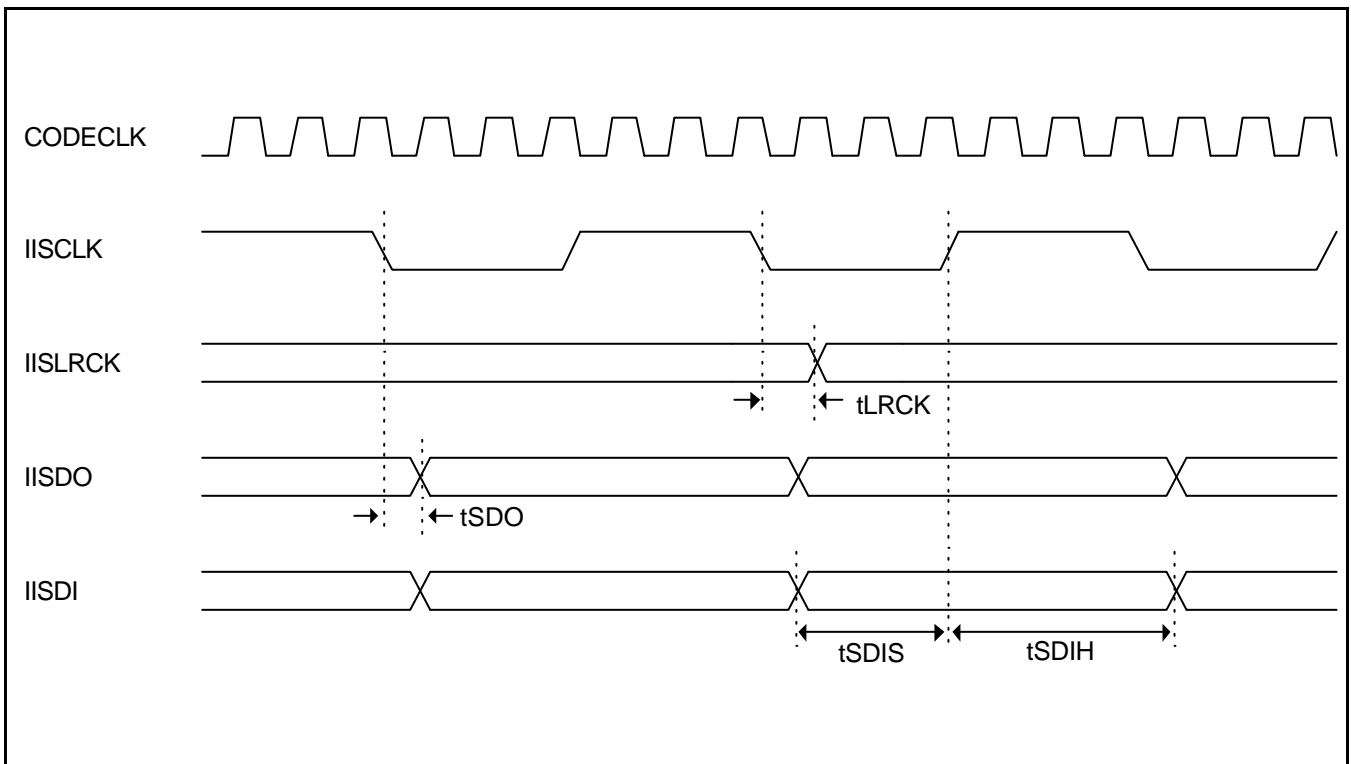 CODECLK
IISCLK
IISLRCK
tLRCK
IISDO
tSDO
IISDI
tSDIS
tSDIH